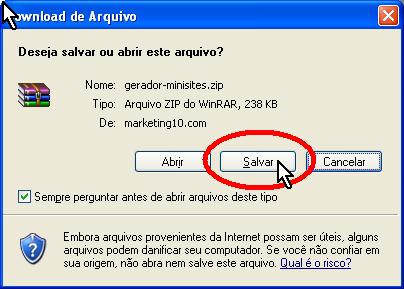 ownload de Arquivo
Deseja salvar ou abrir este arquivo?
Nome: gerador-minisites.zip
Tipo: Arquivo ZIP do WinRAR, 238 KB
De: marketing10.com
Abrir Salvar Cancelar
Sempre perguntar antes de abrir arquivos deste tipo
Embora arquivos provenientes da Internet possam ser úteis, alguns
arquivos podem danificar seu computador. Se você não confiar em
sua origem, não abra nem salve este arquivo. Qual é o risco?